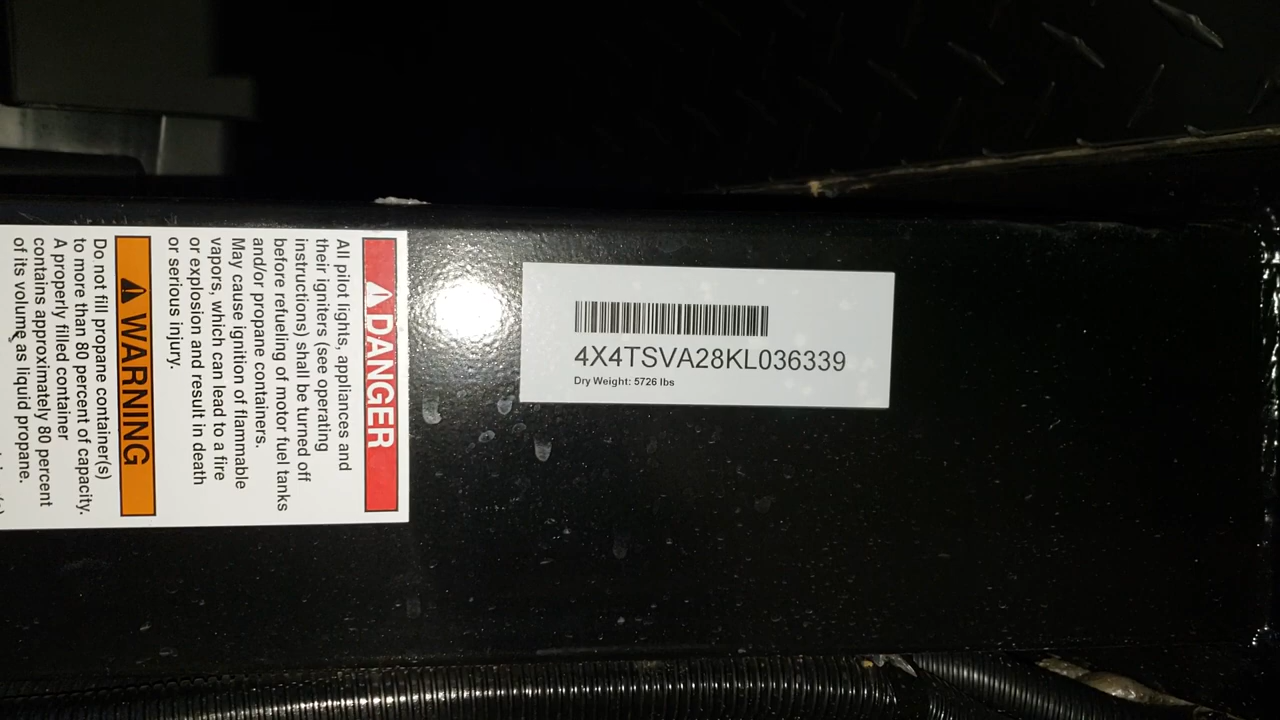 4X4TSVA28KL036339
Dry Weight: 5726 lbs
DANGER
All pilot lights, appliances and
their igniters (see operating
instructions) shall be turned off
before refueling of motor fuel tanks
and/or propane containers.
May cause ignition of flammable
vapors, which can lead to a fire
or explosion and result in death
or serious injury.
WARNING
Do not fill propane container(s)
to more than 80 percent of capacity.
A properly filled container
contains approximately 80 percent
of its volume as liquid propane.